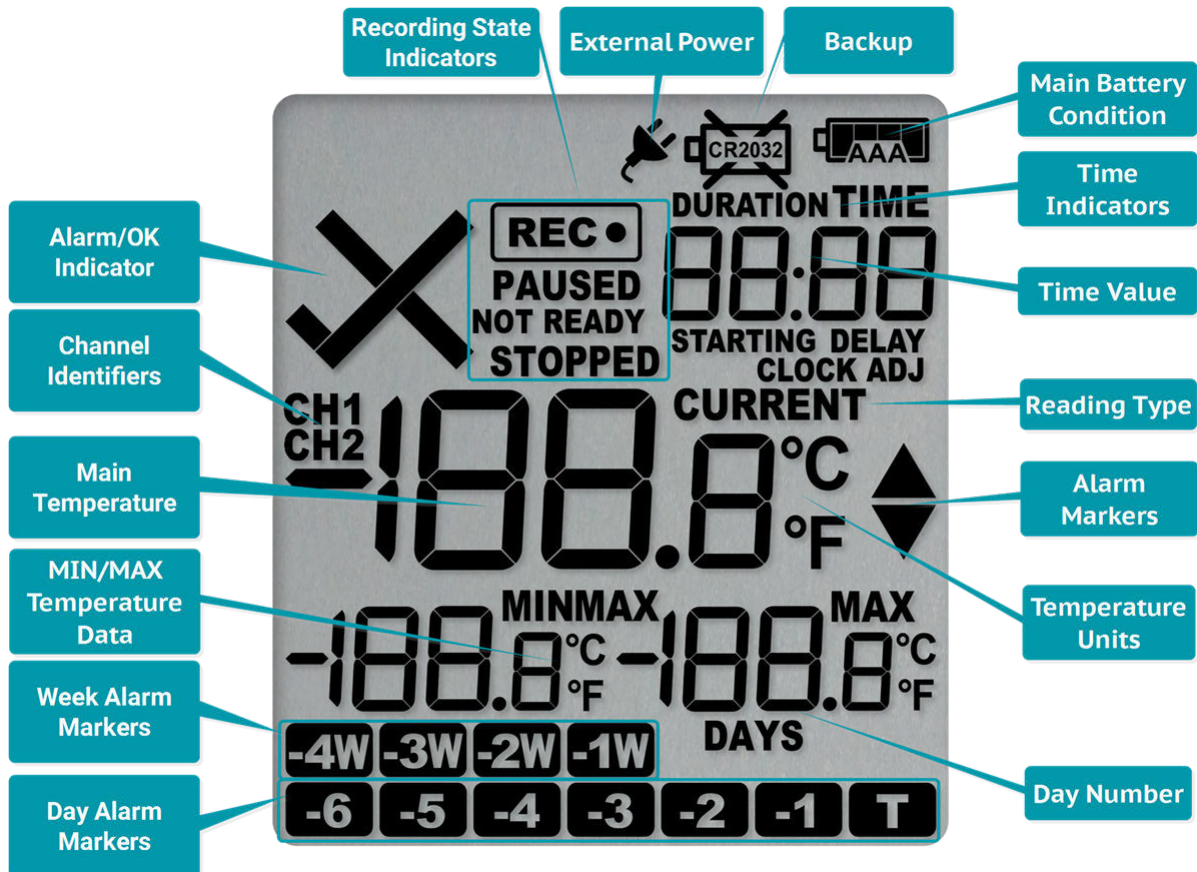 Recording State
Indicators
External Power
Backup
Main Battery
Condition
CR2032
AAA
Time
Indicators
DURATION TIME
Alarm/OK
Indicator
REC
PAUSED
NOT READY
STOPPED
88:88
Time Value
STARTING DELAY
CLOCK ADJ
Channel
Identifiers
CH1
CH2
CURRENT
Reading Type
Main
Temperature
-188.8
°C
°F
Alarm
Markers
MIN/MAX
Temperature
Data
MINMAX
MAX
-188.8
°C
°F
-188.8
°C
°F
Temperature
Units
Week Alarm
Markers
-4W -3W -2W -1W
DAYS
Day Number
Day Alarm
Markers
-6 -5 -4 -3 -2 -1 T